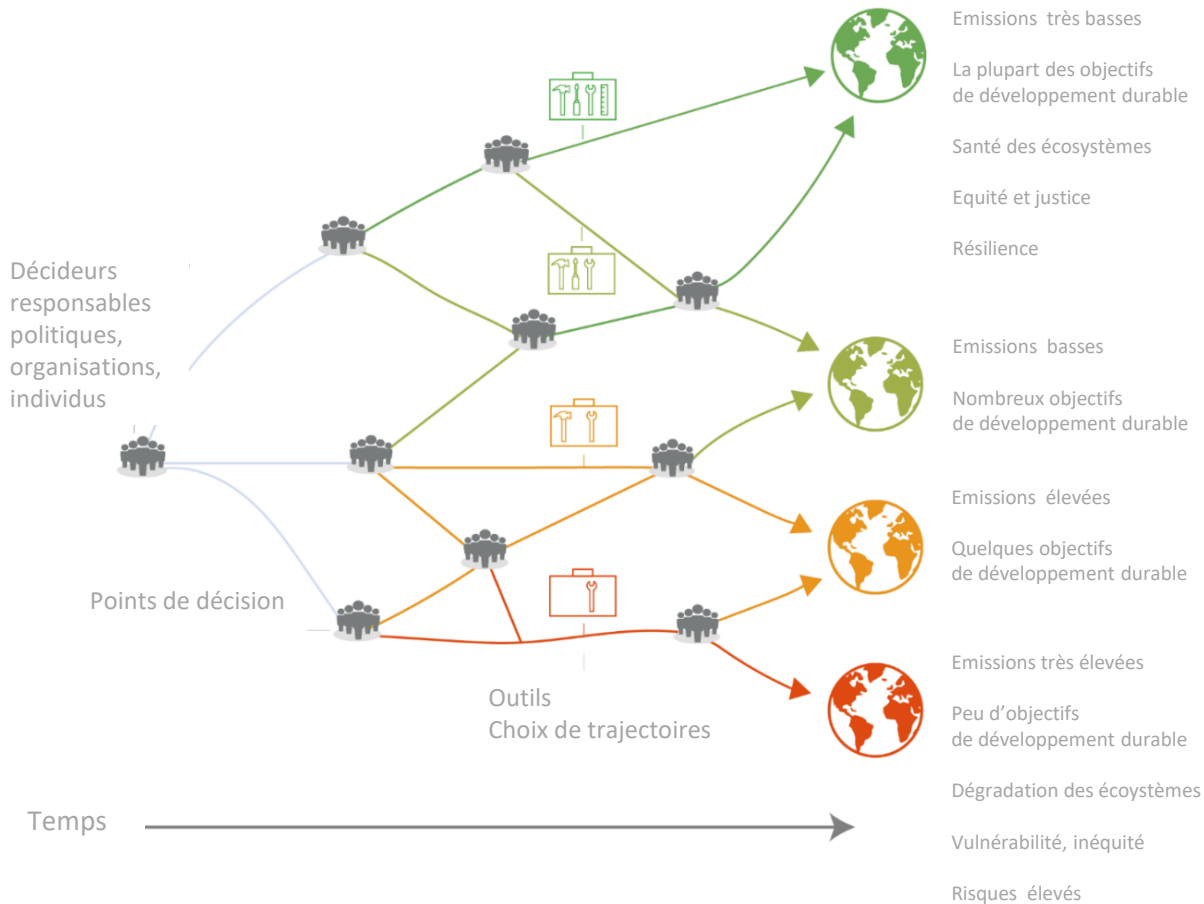 Emissions très basses
La plupart des objectifs
de développement durable
Santé des écosystèmes
Equité et justice
Résilience
Décideurs
responsables
politiques,
organisations,
individus
Emissions basses
Nombreux objectifs
de développement durable
Emissions élevées
Quelques objectifs
de développement durable
Points de décision
Emissions très élevées
Peu d’objectifs
de développement durable
Outils
Choix de trajectoires
Dégradation des écoystèmes
Temps
Vulnérabilité, inéquité
Risques élevés